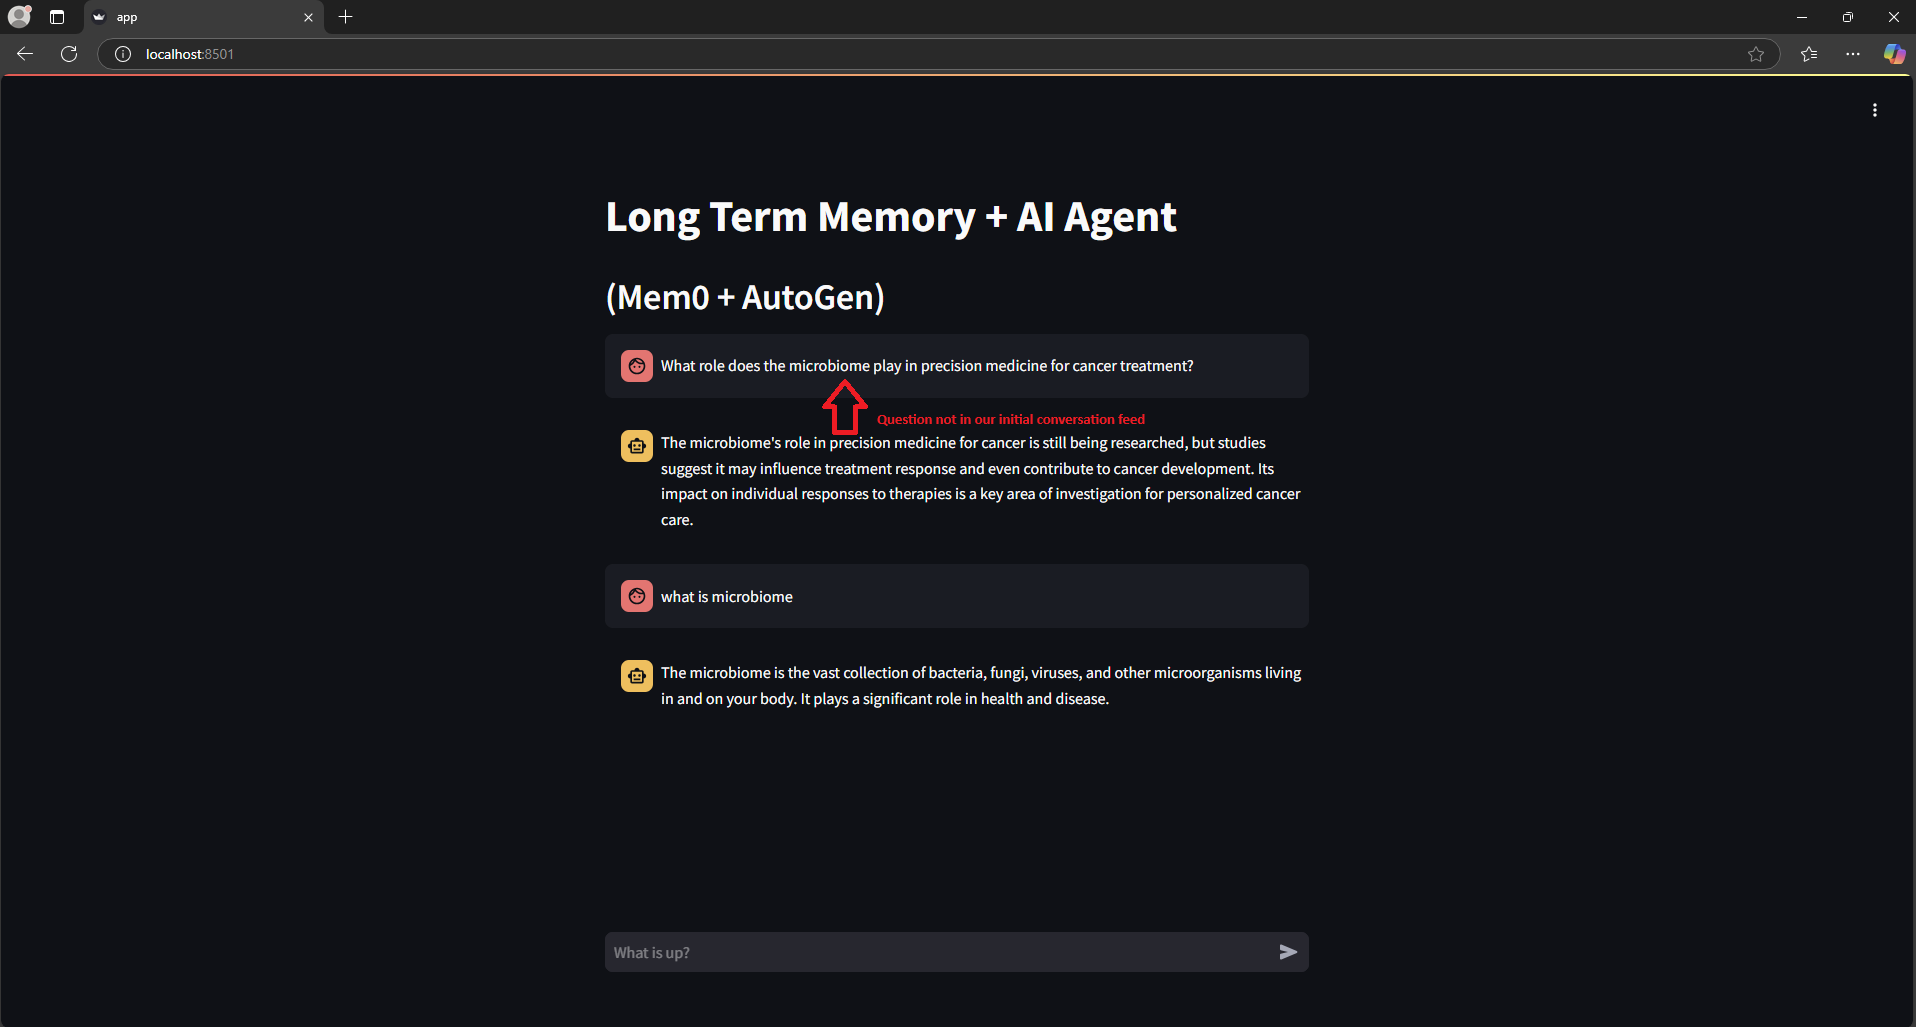 app
localhost:8501
Long Term Memory + AI Agent
(Mem0 + AutoGen)
What role does the microbiome play in precision medicine for cancer treatment?
Question not in our initial conversation feed
The microbiome's role in precision medicine for cancer is still being researched, but studies
suggest it may influence treatment response and even contribute to cancer development. Its
impact on individual responses to therapies is a key area of investigation for personalized cancer
care.
what is microbiome
The microbiome is the vast collection of bacteria, fungi, viruses, and other microorganisms living
in and on your body. It plays a significant role in health and disease.
What is up?